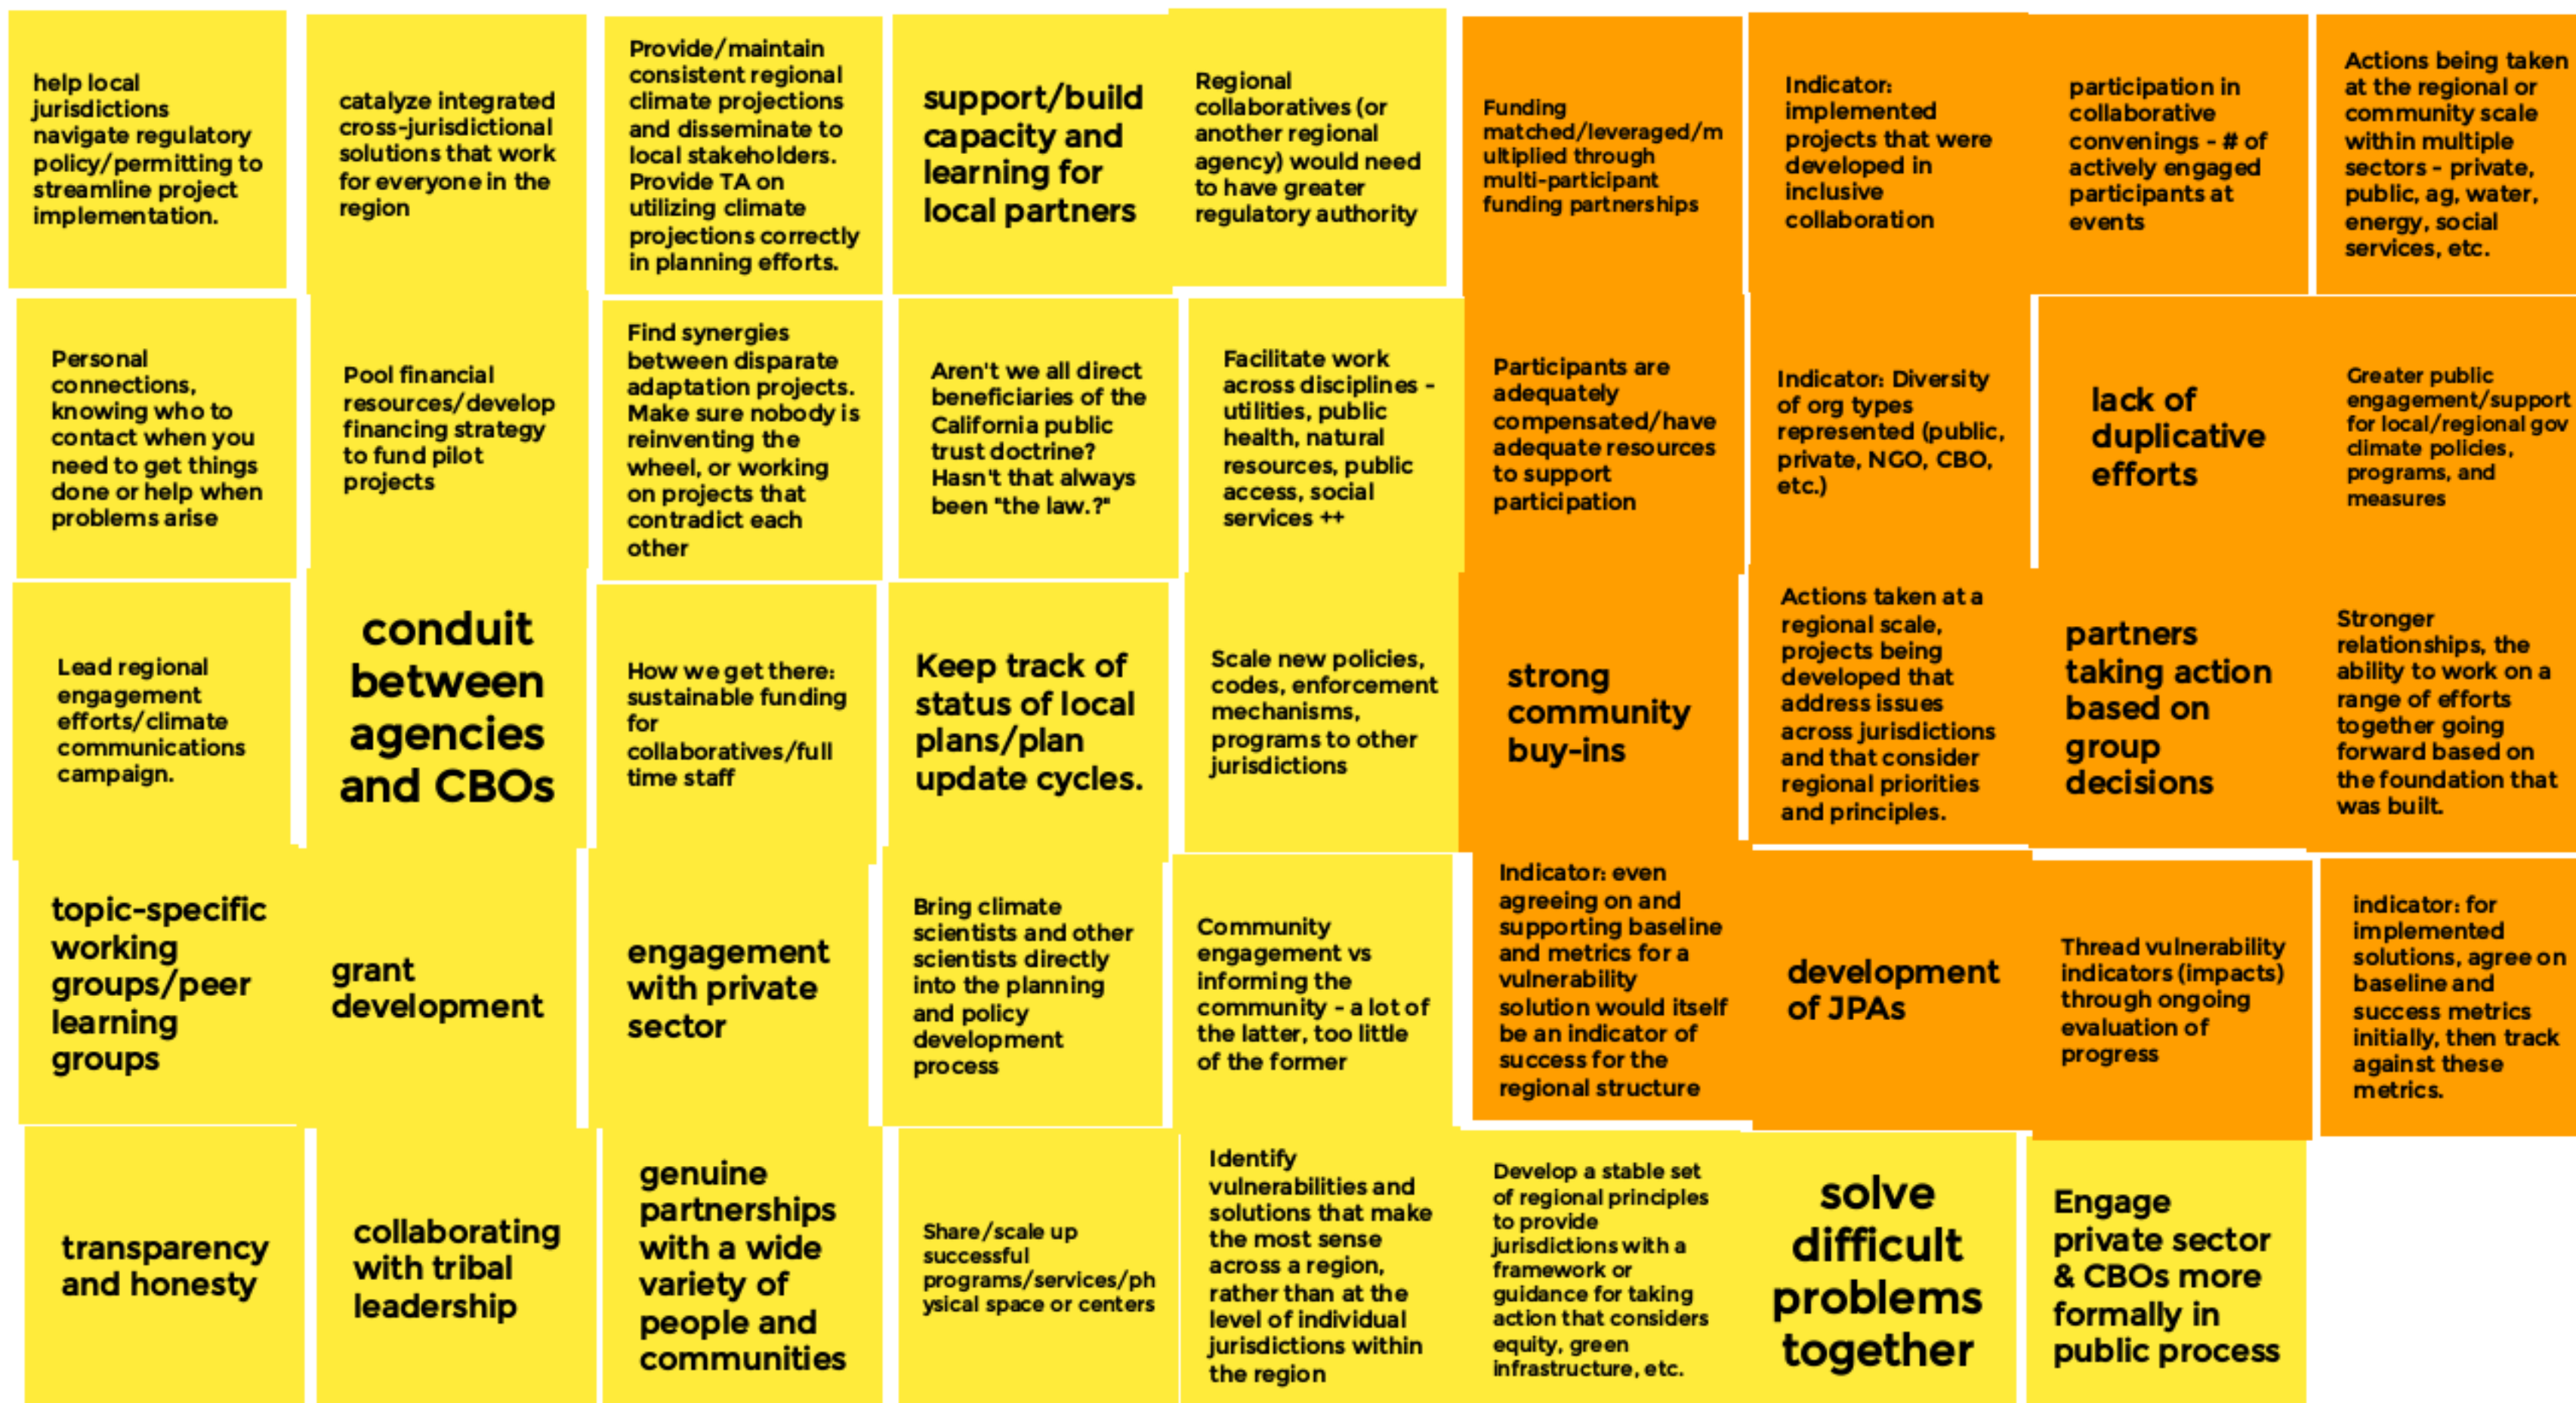 help local
jurisdictions
navigate regulatory
policy/permitting to
streamline project
implementation.
catalyze integrated
cross-jurisdictional
solutions that work
for everyone in the
region
Provide/maintain
consistent regional
climate projections
and disseminate to
local stakeholders.
Provide TA on
utilizing climate
projections correctly
in planning efforts.
support/build
capacity and
learning for
local partners
Regional
collaboratives (or
another regional
agency) would need
to have greater
regulatory authority
Funding
matched/leveraged/m
ultiplied through
multi-participant
funding partnerships
Indicator:
implemented
projects that were
developed in
inclusive
collaboration
participation in
collaborative
convenings - # of
actively engaged
participants at
events
Actions being taken
at the regional or
community scale
within multiple
sectors - private,
public, ag, water,
energy, social
services, etc.
Personal
connections,
knowing who to
contact when you
need to get things
done or help when
problems arise
Pool financial
resources/develop
financing strategy
to fund pilot
projects
Find synergies
between disparate
adaptation projects.
Make sure nobody is
reinventing the
wheel, or working
on projects that
contradict each
other
Aren't we all direct
beneficiaries of the
California public
trust doctrine?
Hasn't that always
been "the law.?"
Facilitate work
across disciplines -
utilities, public
health, natural
resources, public
access, social
services ++
Participants are
adequately
compensated/have
adequate resources
to support
participation
Indicator: Diversity
of org types
represented (public,
private, NGO, CBO,
etc.)
lack of
duplicative
efforts
Greater public
engagement/support
for local/regional gov
climate policies,
programs, and
measures
Lead regional
engagement
efforts/climate
communications
campaign.
conduit
between
agencies
and CBOs
How we get there:
sustainable funding
for
collaboratives/full
time staff
Keep track of
status of local
plans/plan
update cycles.
Scale new policies,
codes, enforcement
mechanisms,
programs to other
jurisdictions
strong
community
buy-ins
Actions taken at a
regional scale,
projects being
developed that
address issues
across jurisdictions
and that consider
regional priorities
and principles.
partners
taking action
based on
group
decisions
Stronger
relationships, the
ability to work on a
range of efforts
together going
forward based on
the foundation that
was built.
topic-specific
working
groups/peer
learning
groups
grant
development
engagement
with private
sector
Bring climate
scientists and other
scientists directly
into the planning
and policy
development
process
Community
engagement vs
informing the
community - a lot of
the latter, too little
of the former
Indicator: even
agreeing on and
supporting baseline
and metrics for a
vulnerability
solution would itself
be an indicator of
success for the
regional structure
development
of JPAs
Thread vulnerability
indicators (impacts)
through ongoing
evaluation of
progress
indicator: for
implemented
solutions, agree on
baseline and
success metrics
initially, then track
against these
metrics.
transparency
and honesty
collaborating
with tribal
leadership
genuine
partnerships
with a wide
variety of
people and
communities
Share/scale up
successful
programs/services/ph
ysical space or centers
Identify
vulnerabilities and
solutions that make
the most sense
across a region,
rather than at the
level of individual
jurisdictions within
the region
Develop a stable set
of regional principles
to provide
jurisdictions with a
framework or
guidance for taking
action that considers
equity, green
infrastructure, etc.
solve
difficult
problems
together
Engage
private sector
& CBOs more
formally in
public process